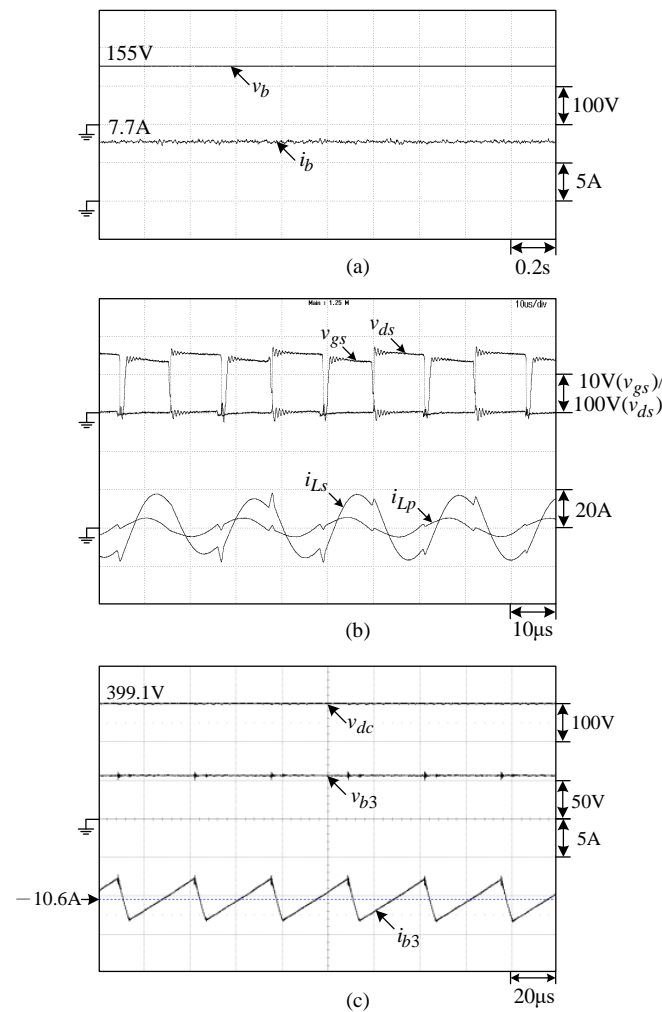 155V
v_b
100V
7.7A
i_b
5A
0.2s
(a)
Main : 1.25 M
10us/div
v_gs
v_ds
10V(v_gs)/
100V(v_ds)
i_Ls
i_Lp
20A
10μs
(b)
399.1V
v_dc
100V
v_b3
50V
5A
−10.6A
i_b3
20μs
(c)